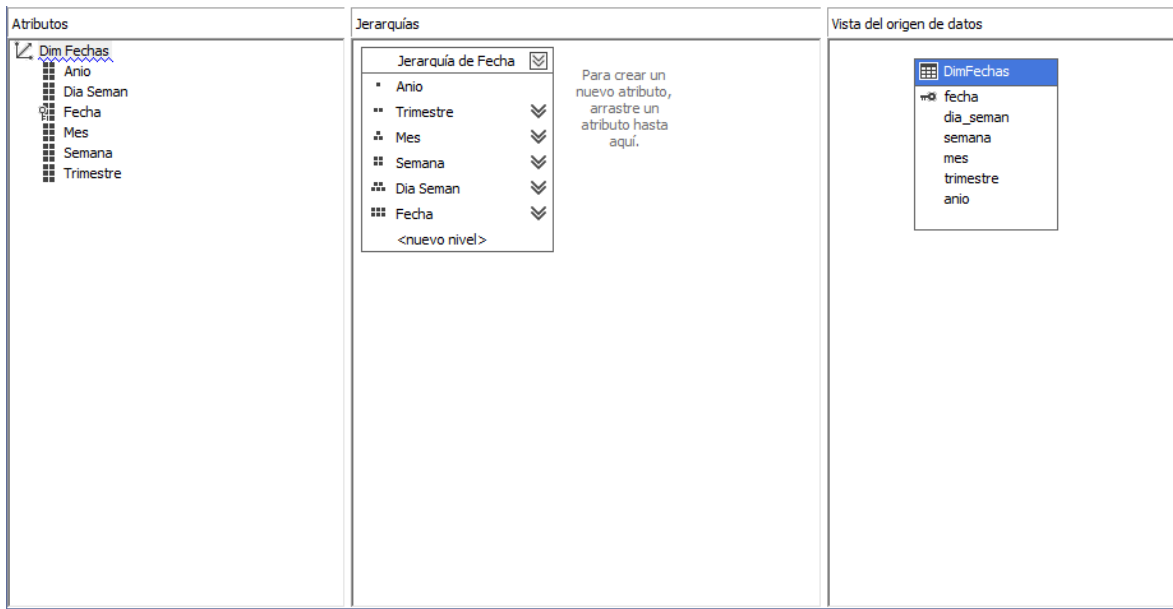 Atributos
Dim Fechas
Anio
Dia Seman
Fecha
Mes
Semana
Trimestre
Jerarquías
Jerarquía de Fecha
Anio
Trimestre
Mes
Semana
Dia Seman
Fecha
<nuevo nivel>
Para crear un
nuevo atributo,
arrastre un
atributo hasta
aquí.
Vista del origen de datos
DimFechas
fecha
dia_seman
semana
mes
trimestre
anio